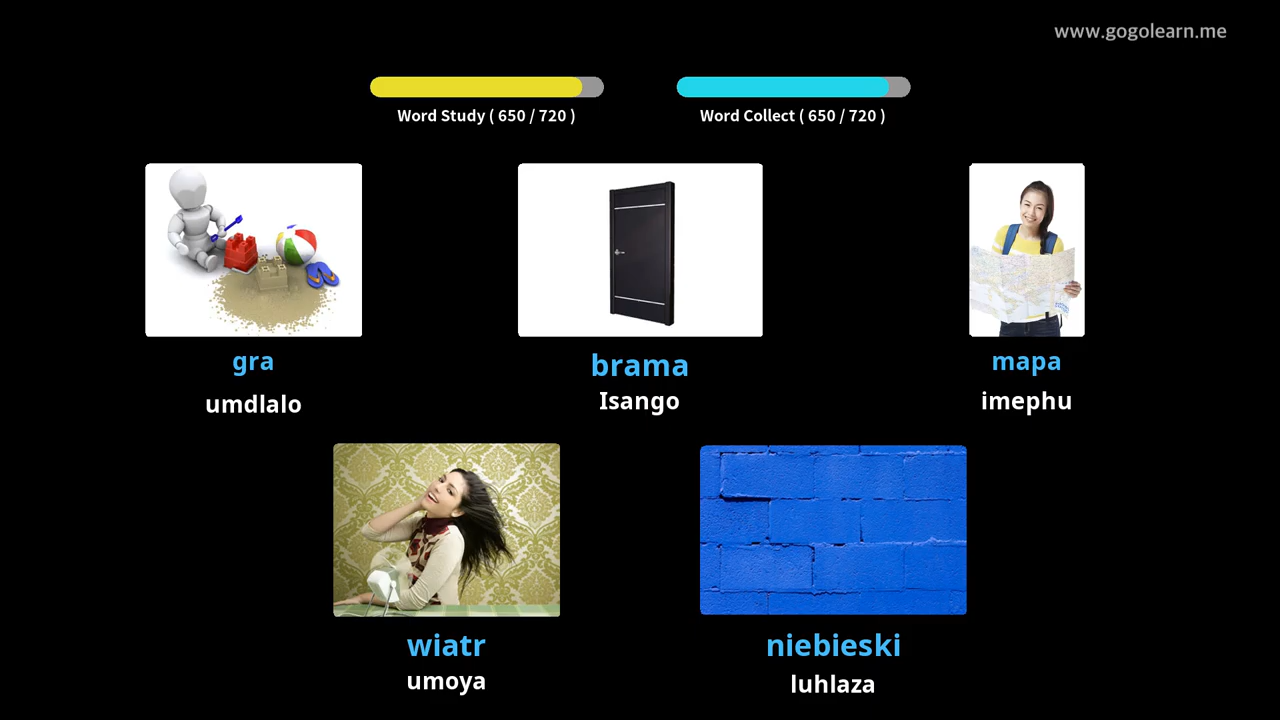 www.gogolearn.me
Word Study ( 650 / 720 )
Word Collect ( 650 / 720 )
gra
umdlalo
brama
Isango
mapa
imephu
wiatr
umoya
niebieski
luhlaza